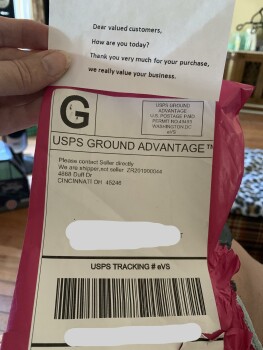 Dear valued customers,
How are you today?
Thank you very much for your purchase,
we really value your business.
G
USPS GROUND
ADVANTAGE
U.S. POSTAGE PAID
WASHINGTON DC
eVS
USPS GROUND ADVANTAGE™
Please contact Seller directly
We are shipper,not seller ZR201000044
4668 Duff Dr
CINCINNATI OH 45246
USPS TRACKING # eVS